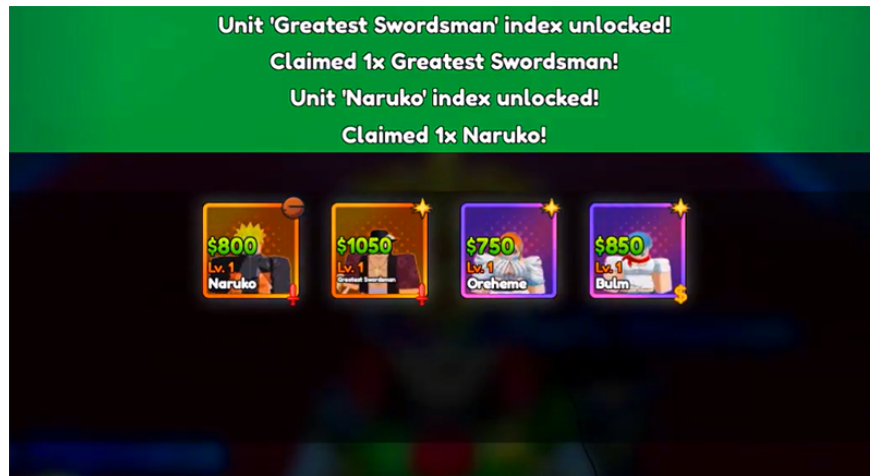 Unit 'Greatest Swordsman' index unlocked!
Claimed 1x Greatest Swordsman!
Unit 'Naruko' index unlocked!
Claimed 1x Naruko!
$800
Lv. 1
Naruko
$1050
Lv. 1
Greatest Swordsman
$750
Lv. 1
Oreheme
$850
Lv. 1
Bulm
$